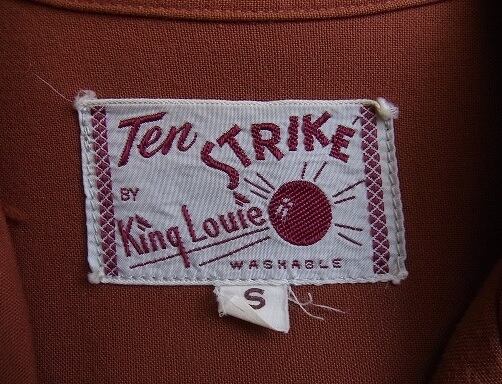 Ten STRIKE
BY
King Louie
WASHABLE
S